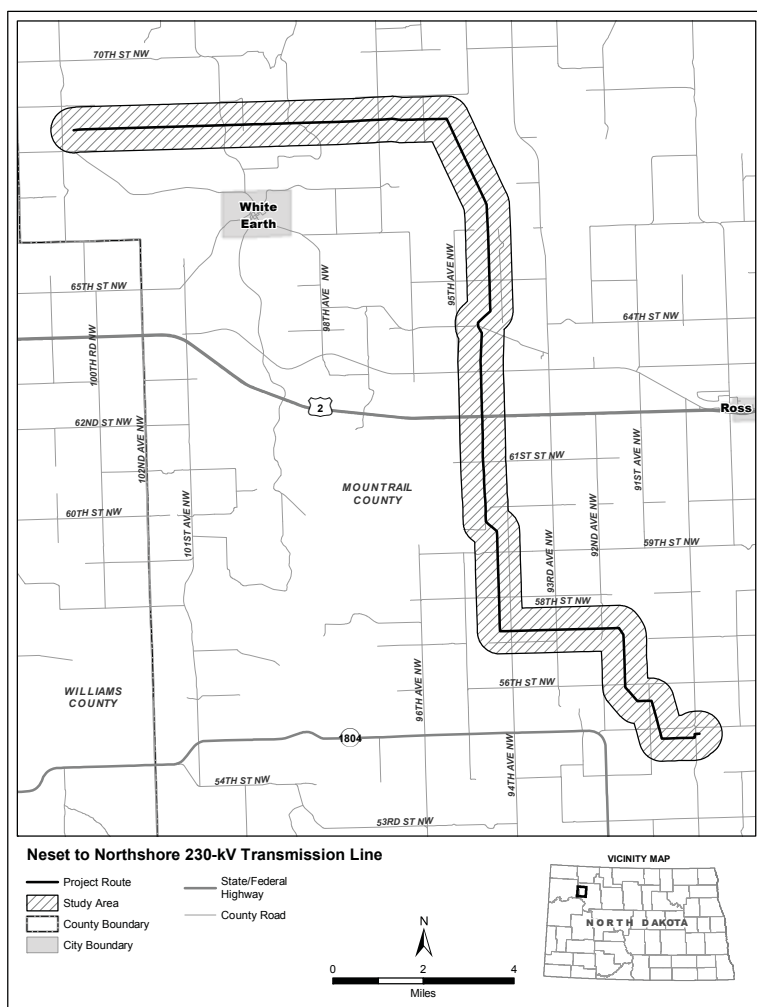 70TH ST NW
White
Earth
65TH ST NW
98TH AVE NW
95TH AVE NW
64TH ST NW
100TH RD NW
2
Ross
62ND ST NW
102ND AVE NW
61ST ST NW
91ST AVE NW
MOUNTRAIL
COUNTY
60TH ST NW
101ST AVE NW
92ND AVE NW
59TH ST NW
93RD AVE NW
58TH ST NW
WILLIAMS
COUNTY
96TH AVE NW
56TH ST NW
1804
94TH AVE NW
54TH ST NW
53RD ST NW
Neset to Northshore 230-kV Transmission Line
Project Route
Study Area
County Boundary
City Boundary
State/Federal
Highway
County Road
N
0 2 4
Miles
VICINITY MAP
NORTH DAKOTA